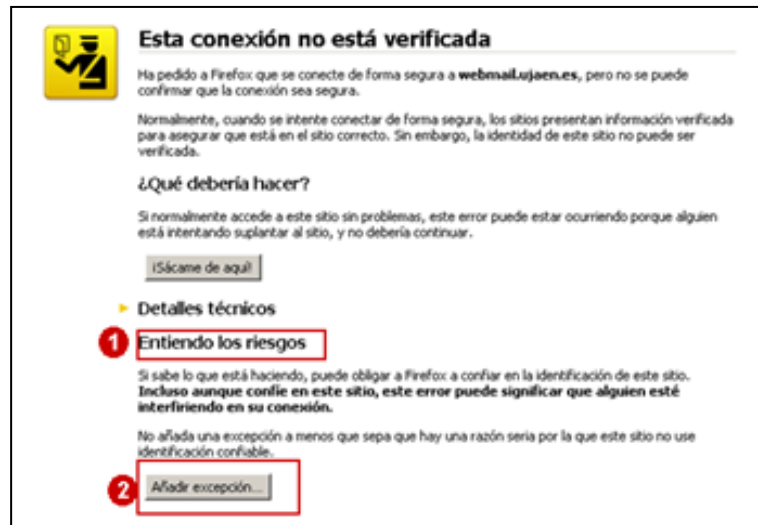 Esta conexión no está verificada
Ha pedido a Firefox que se conecte de forma segura a webmail.ujaen.es, pero no se puede
confirmar que la conexión sea segura.
Normalmente, cuando se intente conectar de forma segura, los sitios presentan información verificada
para asegurar que está en el sitio correcto. Sin embargo, la identidad de este sitio no puede ser
verificada.
¿Qué debería hacer?
Si normalmente accede a este sitio sin problemas, este error puede estar ocurriendo porque alguien
está intentando suplantar al sitio, y no debería continuar.
¡Sácame de aquí!
Detalles técnicos
1 Entiendo los riesgos
Si sabe lo que está haciendo, puede obligar a Firefox a confiar en la identificación de este sitio.
Incluso aunque confíe en este sitio, este error puede significar que alguien esté
interfiriendo en su conexión.
No añada una excepción a menos que sepa que hay una razón seria por la que este sitio no use
identificación confiable.
2 Añadir excepción...